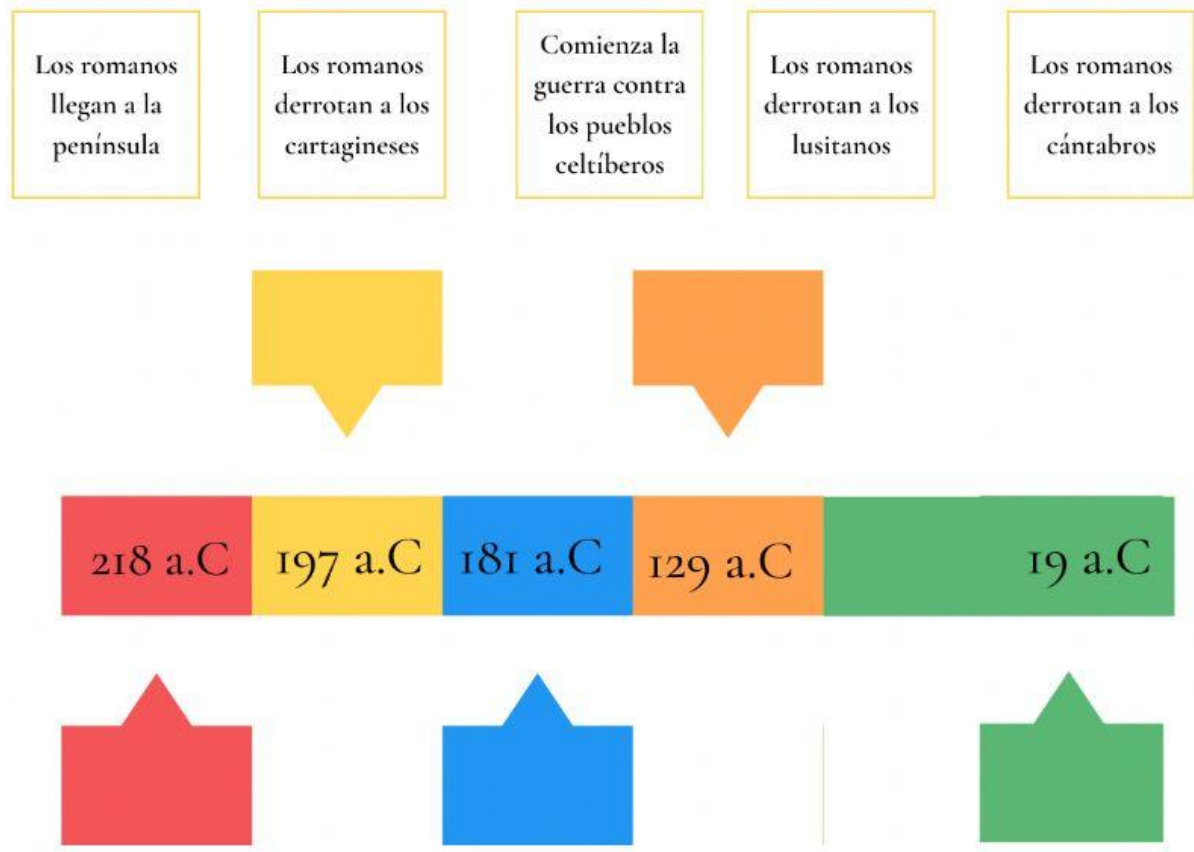 Los romanos
llegan a la
península
Los romanos
derrotan a los
cartagineses
Comienza la
guerra contra
los pueblos
celtíberos
Los romanos
derrotan a los
lusitanos
Los romanos
derrotan a los
cántabros
218 a.C
197 a.C
181 a.C
129 a.C
19 a.C